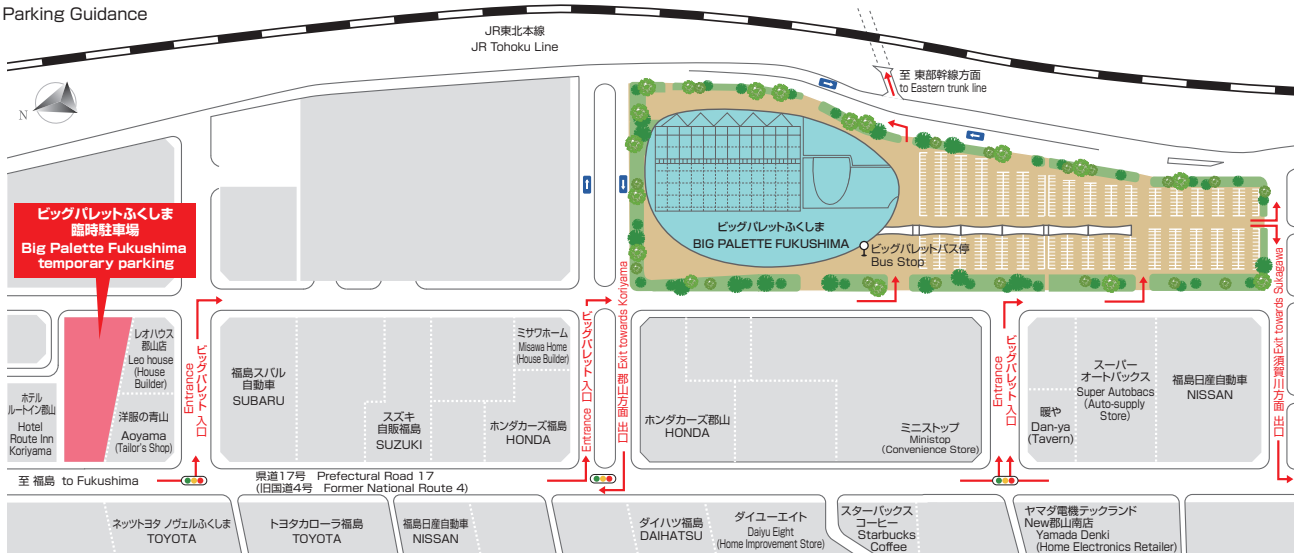 Parking Guidance
JR東北本線
JR Tohoku Line
至 東部幹線方面
to Eastern trunk line
N
ビッグパレットふくしま
臨時駐車場
Big Palette Fukushima
temporary parking
ビッグパレットふくしま
BIG PALETTE FUKUSHIMA
ビッグパレットバス停
Bus Stop
レオハウス
郡山店
Leo house
(House
Builder)
洋服の青山
Aoyama
(Tailor's Shop)
ホテル
ルートイン郡山
Hotel
Route Inn
Koriyama
ビッグパレット 入口
Entrance
福島スバル
自動車
SUBARU
スズキ
自販福島
SUZUKI
ミサワホーム
Misawa Home
(House Builder)
ホンダカーズ福島
HONDA
ビッグパレット 入口
Entrance
Exit towards Koriyama
郡山方面 出口
ホンダカーズ郡山
HONDA
ミニストップ
Ministop
(Convenience Store)
ビッグパレット 入口
Entrance
暖や
Dan-ya
(Tavern)
スーパー
オートバックス
Super Autobacs
(Auto-supply
Store)
福島日産自動車
NISSAN
Exit towards Sukagawa
須賀川方面 出口
至 福島 to Fukushima
県道17号 Prefectural Road 17
(旧国道4号 Former National Route 4)
ネッツトヨタ ノヴェルふくしま
TOYOTA
トヨタカローラ福島
TOYOTA
福島日産自動車
NISSAN
ダイハツ福島
DAIHATSU
ダイユーエイト
Daiyu Eight
(Home Improvement Store)
スターバックス
コーヒー
Starbucks
Coffee
ヤマダ電機テックランド
New郡山南店
Yamada Denki
(Home Electronics Retailer)